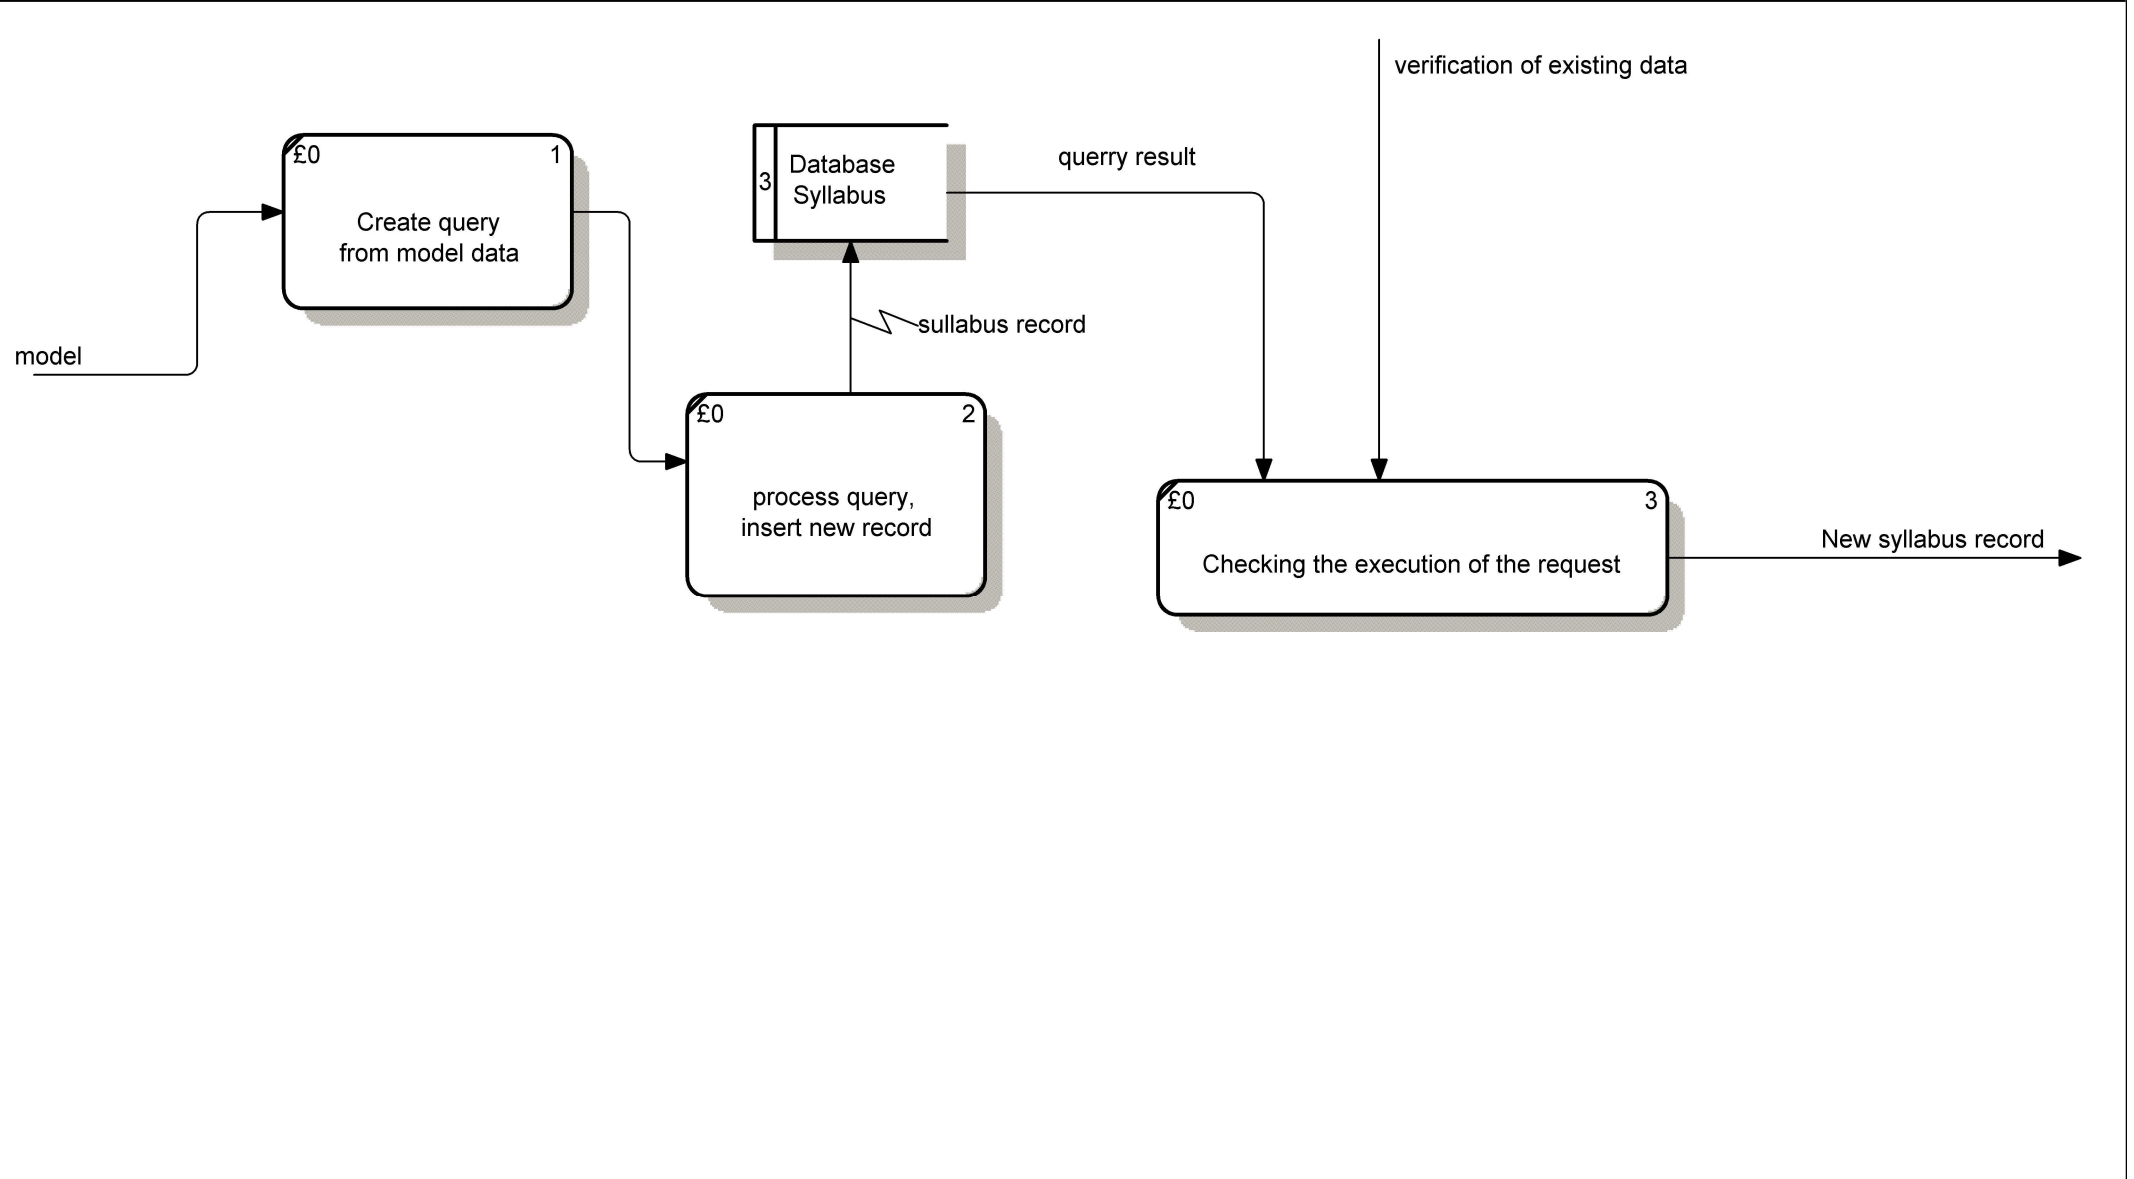 verification of existing data
£0 1
Create query
from model data
3
Database
Syllabus
querry result
model
sullabus record
£0 2
process query,
insert new record
£0 3
Checking the execution of the request
New syllabus record